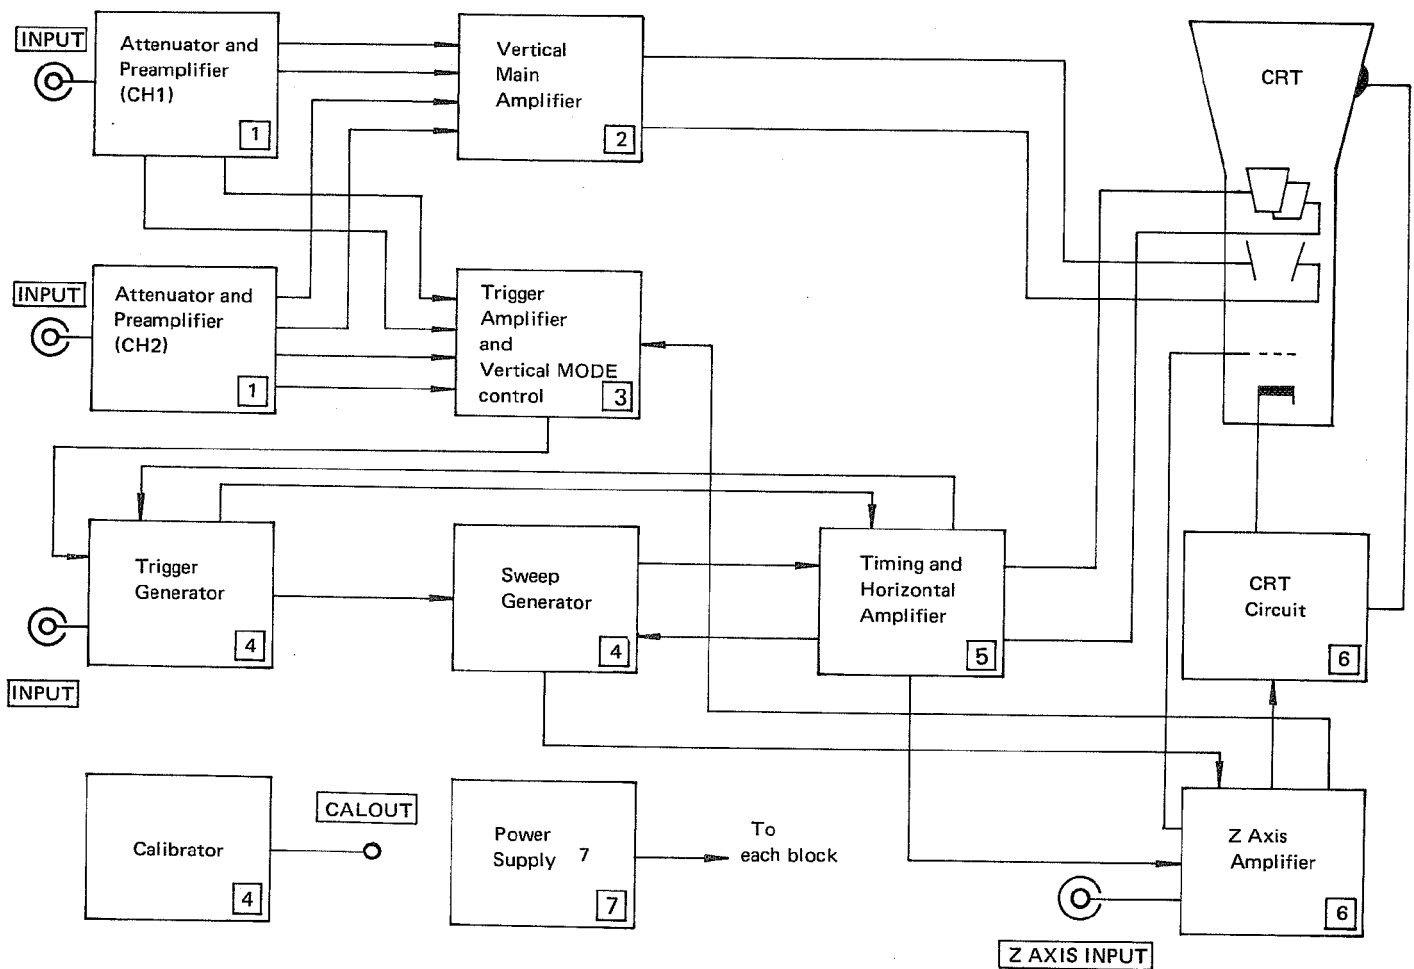 INPUT
Attenuator and
Preamplifier
(CH1)
1
Vertical
Main
Amplifier
2
CRT
INPUT
Attenuator and
Preamplifier
(CH2)
1
Trigger
Amplifier
and
Vertical MODE
control
3
Trigger
Generator
4
INPUT
Sweep
Generator
4
Timing and
Horizontal
Amplifier
5
CRT
Circuit
6
Calibrator
4
CALOUT
Power
Supply 7
7
To
each block
Z Axis
Amplifier
6
Z AXIS INPUT